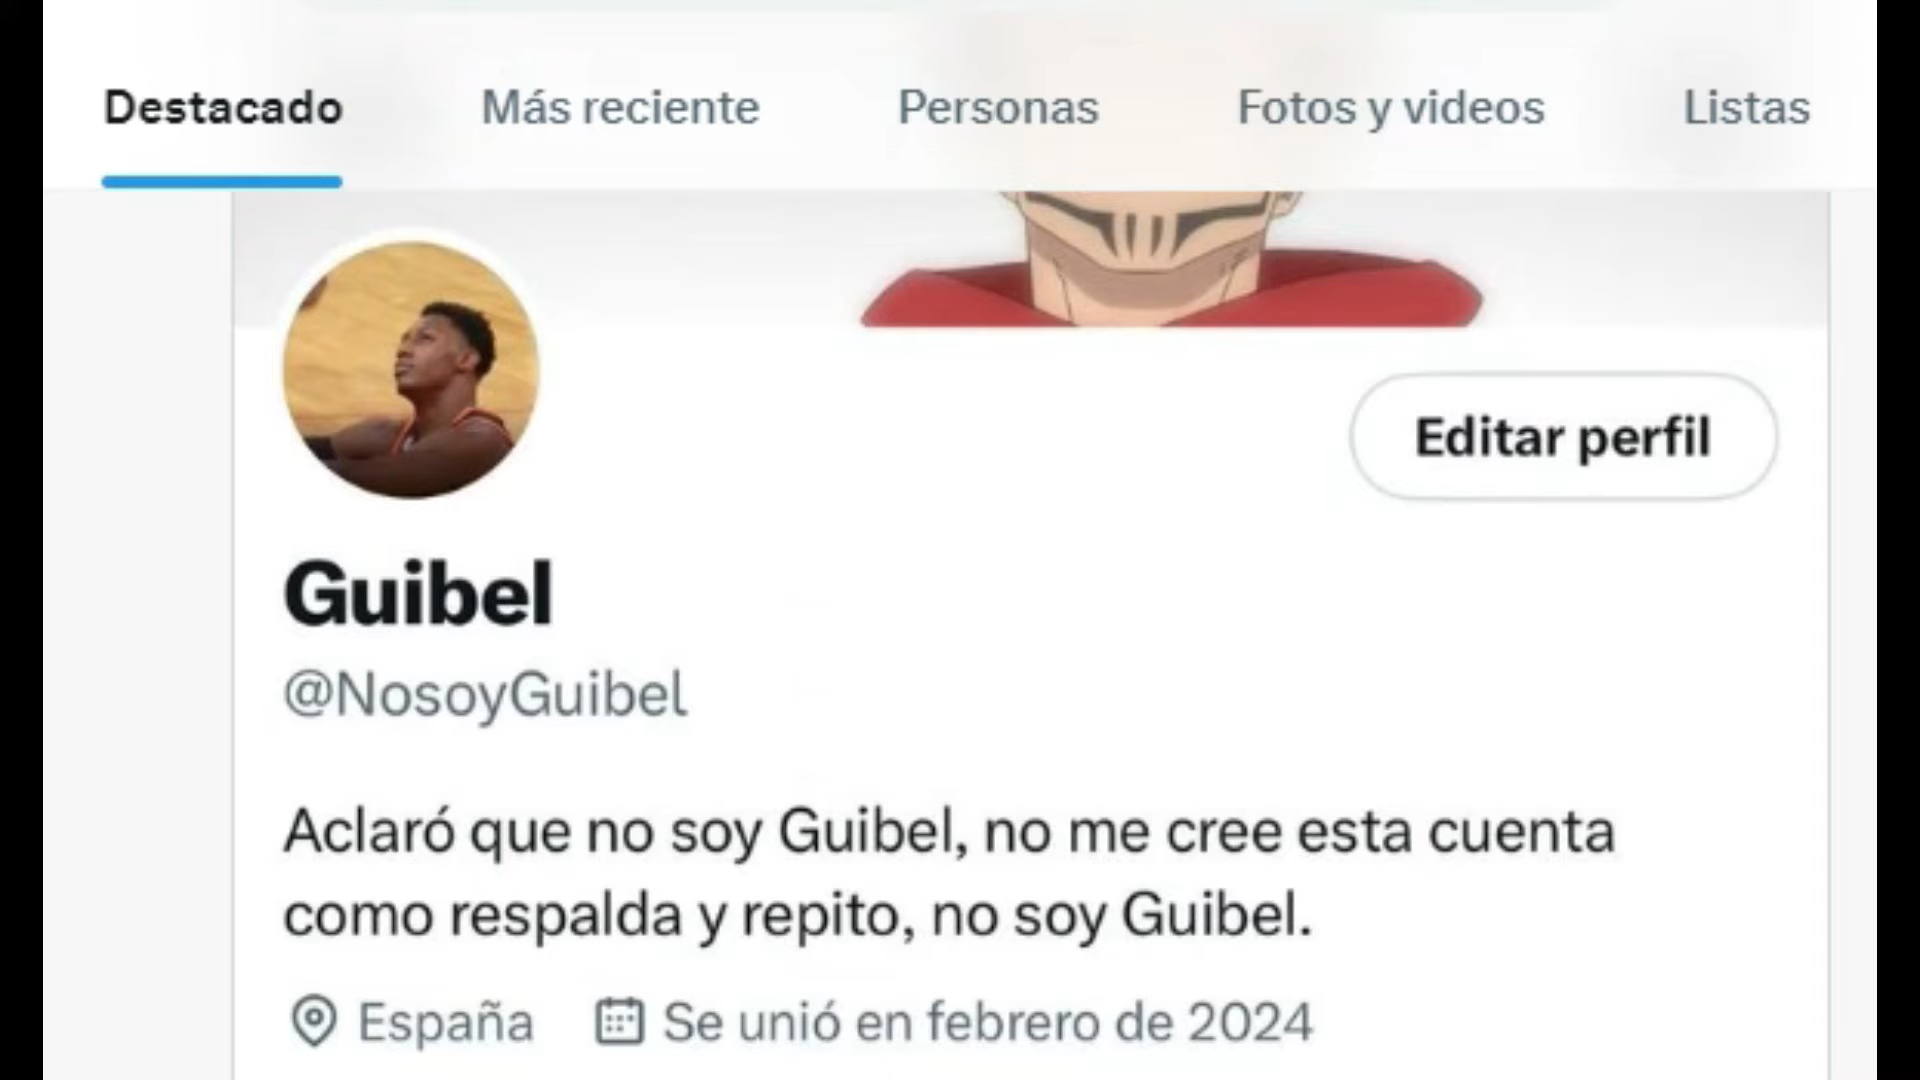 Destacado Más reciente Personas Fotos y videos Listas
Editar perfil
Guibel
@NosoyGuibel
Aclaró que no soy Guibel, no me cree esta cuenta
como respalda y repito, no soy Guibel.
España Se unió en febrero de 2024